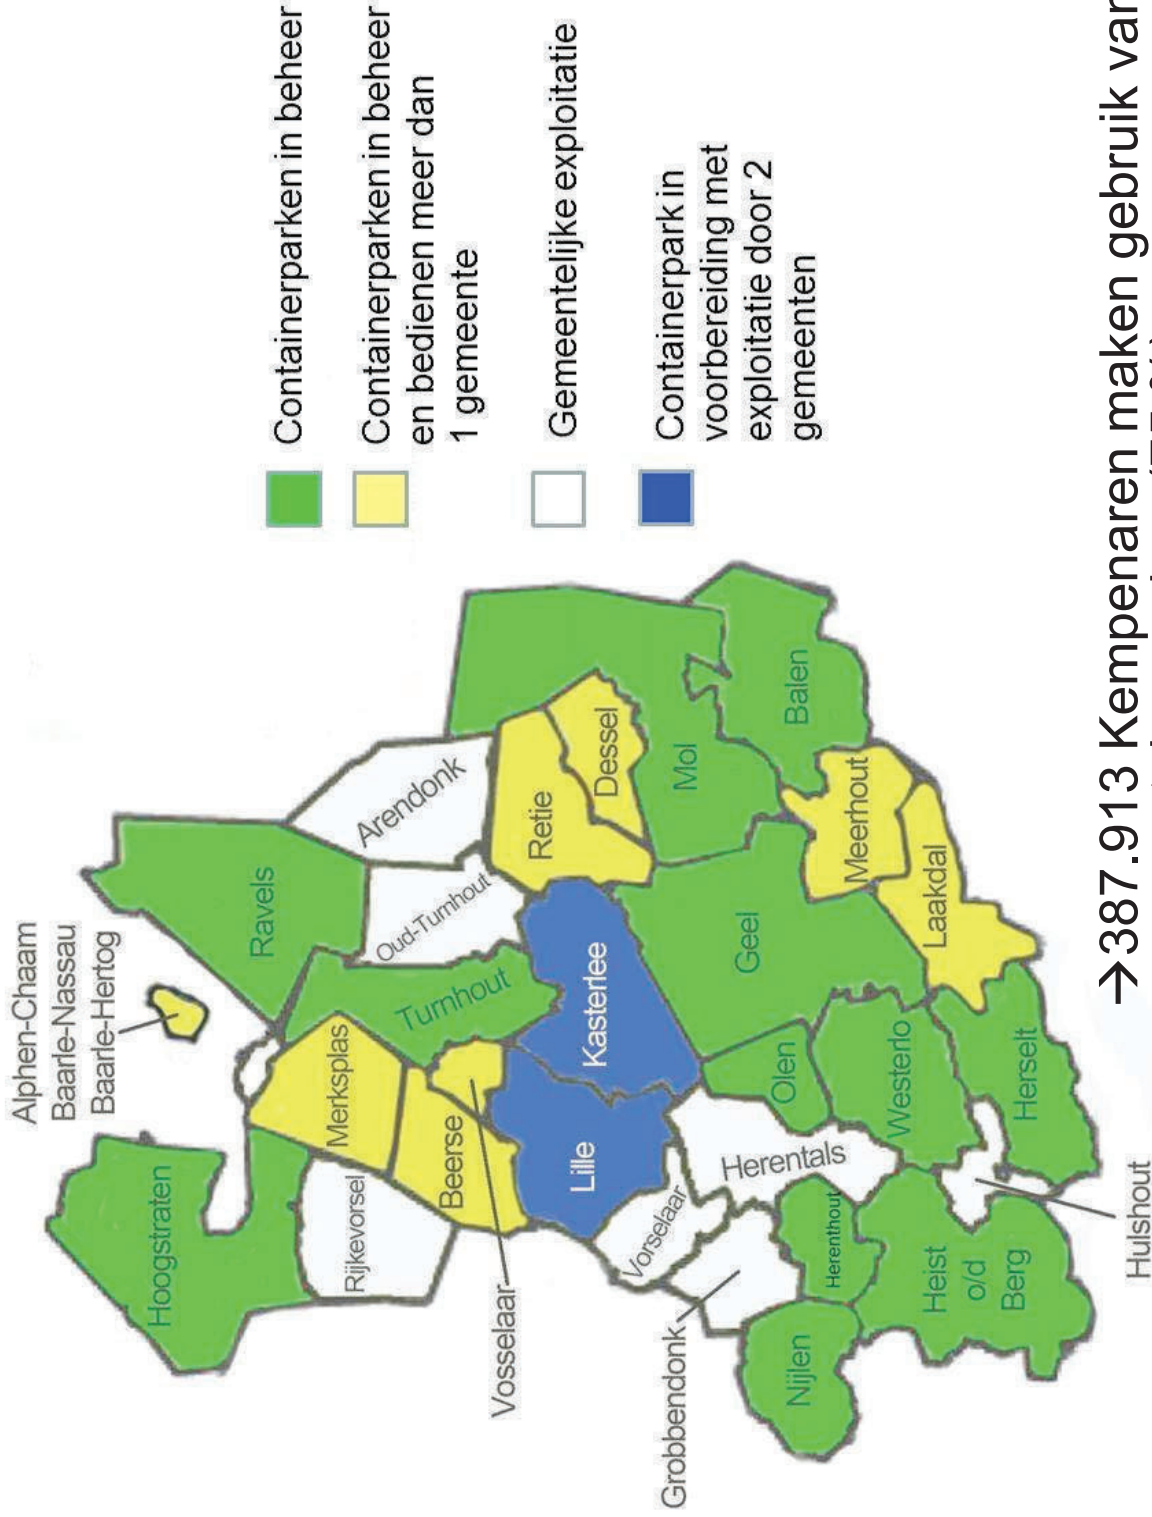 Containerparken in beheer
Containerparken in beheer
en bedienen meer dan
1 gemeente
Gemeentelijke exploitatie
Containerpark in
voorbereiding met
exploitatie door 2
gemeenten
Alphen-Chaam
Baarle-Nassau
Baarle-Hertog
Hoogstraten
Ravels
Merksplas
Rijkevorsel
Turnhout
Oud-Turnhout
Arendonk
Beerse
Vosselaar
Retie
Dessel
Lille
Kasterlee
Mol
Balen
Vorselaar
Grobbendonk
Herentals
Olen
Geel
Meerhout
Laakdal
Nijlen
Herenthout
Westerlo
Heist
o/d
Berg
Herselt
Hulshout
→387.913 Kempenaren maken gebruik van